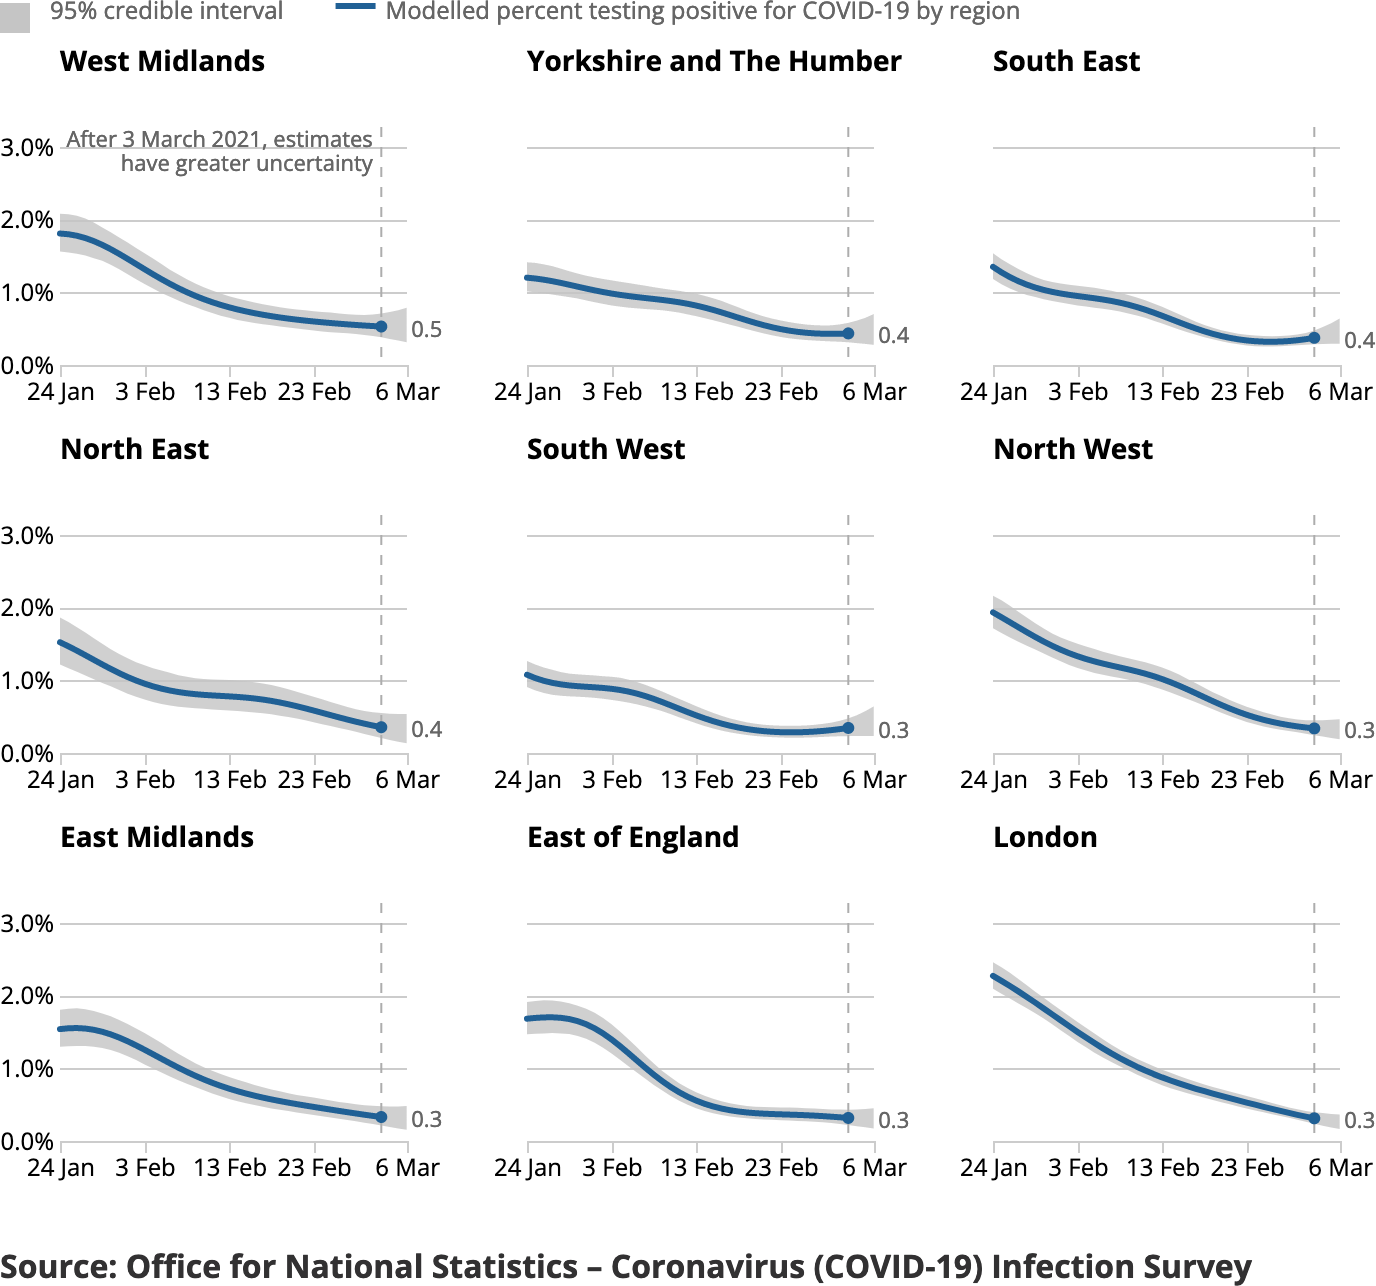 95% credible interval Modelled percent testing positive for COVID-19 by region
West Midlands Yorkshire and The Humber South East
After 3 March 2021, estimates
have greater uncertainty
3.0%
2.0%
1.0%
0.0%
0.5 0.4 0.4
24 Jan 3 Feb 13 Feb 23 Feb 6 Mar 24 Jan 3 Feb 13 Feb 23 Feb 6 Mar 24 Jan 3 Feb 13 Feb 23 Feb 6 Mar
North East South West North West
3.0%
2.0%
1.0%
0.0%
0.4 0.3 0.3
24 Jan 3 Feb 13 Feb 23 Feb 6 Mar 24 Jan 3 Feb 13 Feb 23 Feb 6 Mar 24 Jan 3 Feb 13 Feb 23 Feb 6 Mar
East Midlands East of England London
3.0%
2.0%
1.0%
0.0%
0.3 0.3 0.3
24 Jan 3 Feb 13 Feb 23 Feb 6 Mar 24 Jan 3 Feb 13 Feb 23 Feb 6 Mar 24 Jan 3 Feb 13 Feb 23 Feb 6 Mar
Source: Office for National Statistics – Coronavirus (COVID-19) Infection Survey